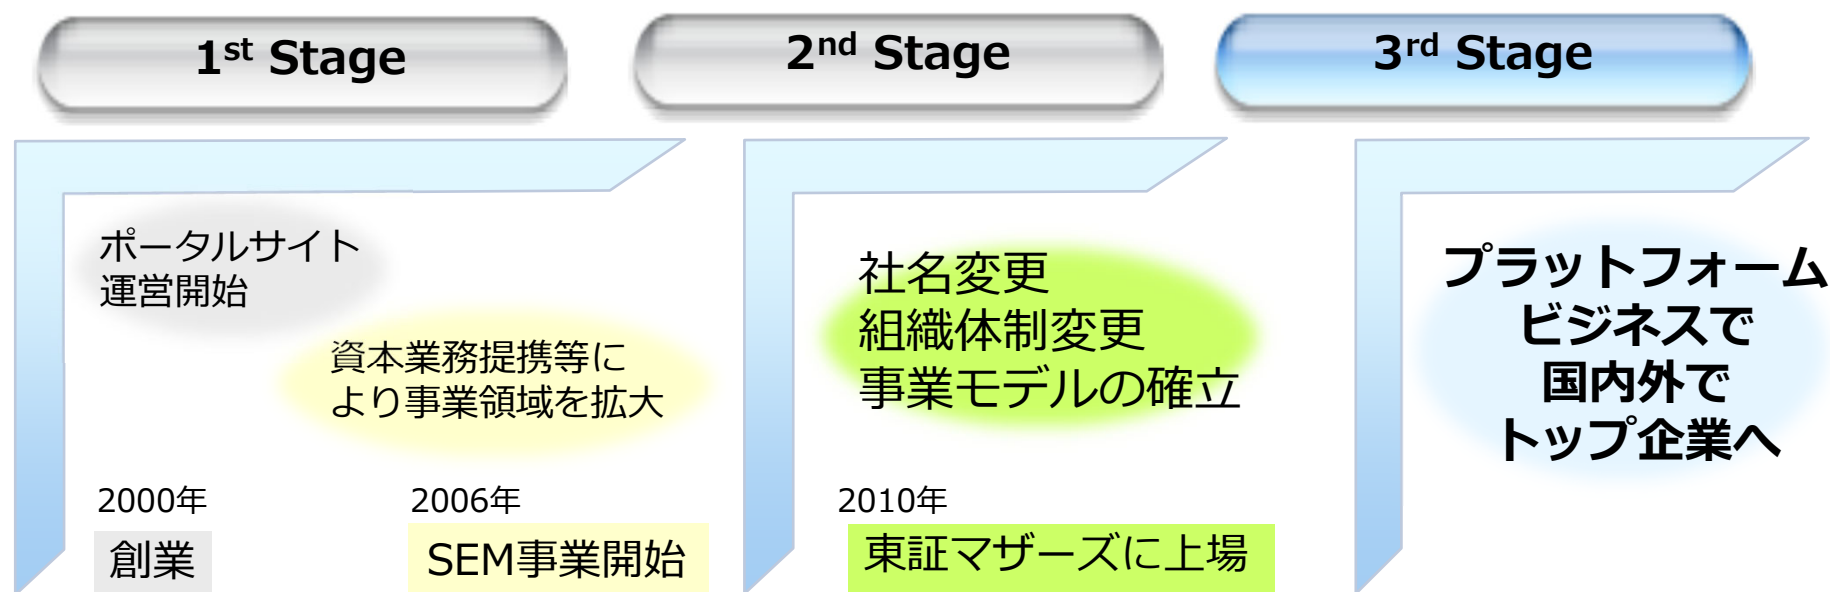 1st Stage
2nd Stage
3rd Stage
ポータルサイト
運営開始
資本業務提携等に
より事業領域を拡大
2000年
創業
2006年
SEM事業開始
社名変更
組織体制変更
事業モデルの確立
2010年
東証マザーズに上場
プラットフォーム
ビジネスで
国内外で
トップ企業へ